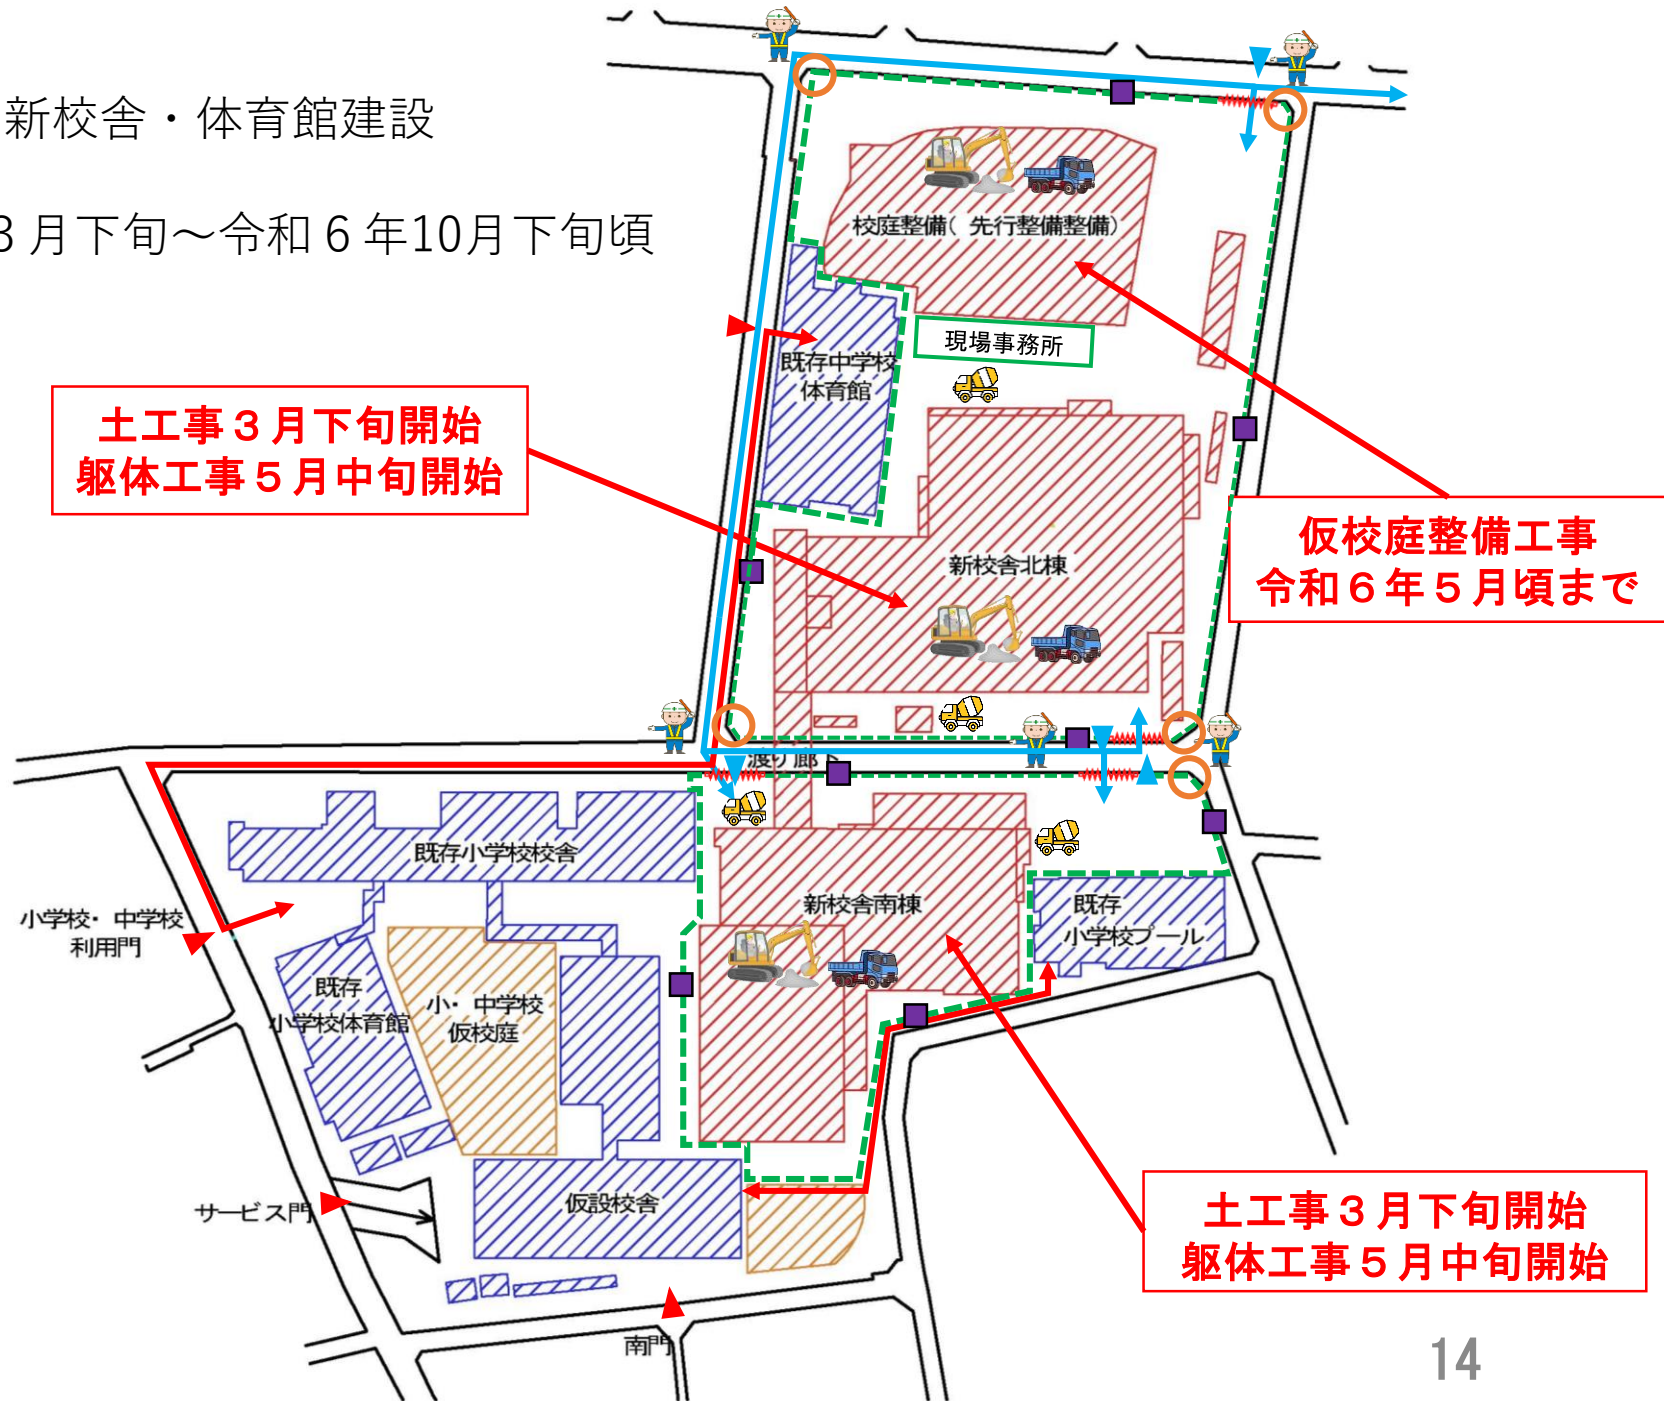 新校舎・体育館建設
3月下旬～令和６年10月下旬頃
校庭整備(先行整備整備)
現場事務所
既存中学校
体育館
土工事３月下旬開始
躯体工事５月中旬開始
新校舎北棟
仮校庭整備工事
令和６年５月頃まで
渡り廊下
既存小学校校舎
新校舎南棟
既存
小学校プール
小学校・中学校
利用門
既存
小学校体育館
小・中学校
仮校庭
サービス門
仮設校舎
土工事３月下旬開始
躯体工事５月中旬開始
南門
14